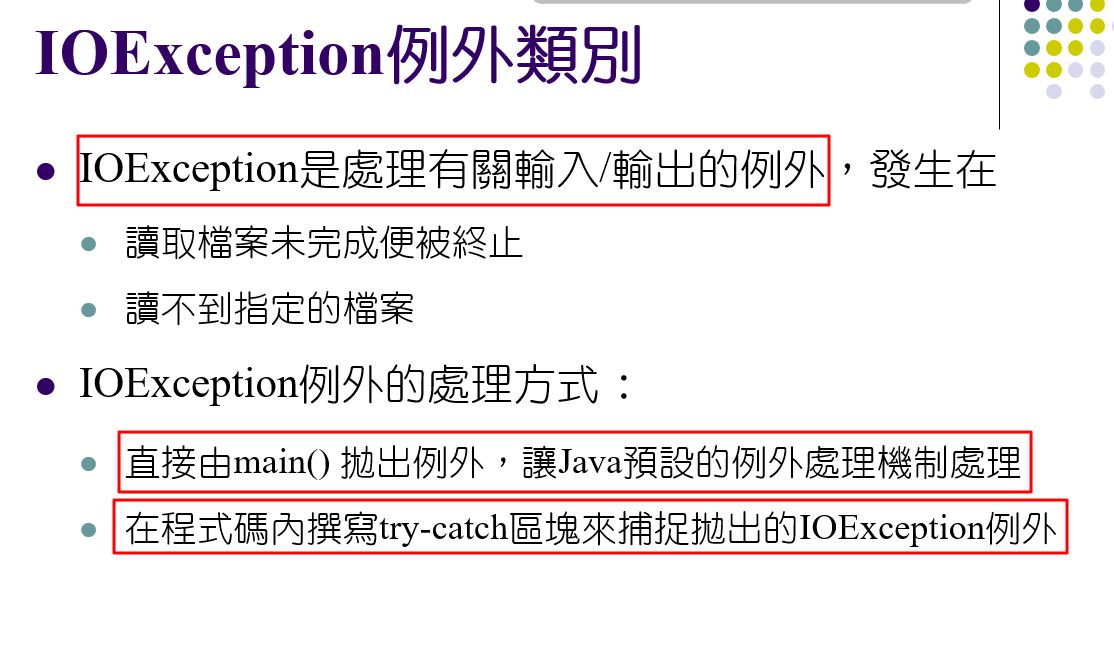 IOException例外類別
IOException是處理有關輸入/輸出的例外，發生在
讀取檔案未完成便被終止
讀不到指定的檔案
IOException例外的處理方式：
直接由main() 拋出例外，讓Java預設的例外處理機制處理
在程式碼內撰寫try-catch區塊來捕捉拋出的IOException例外